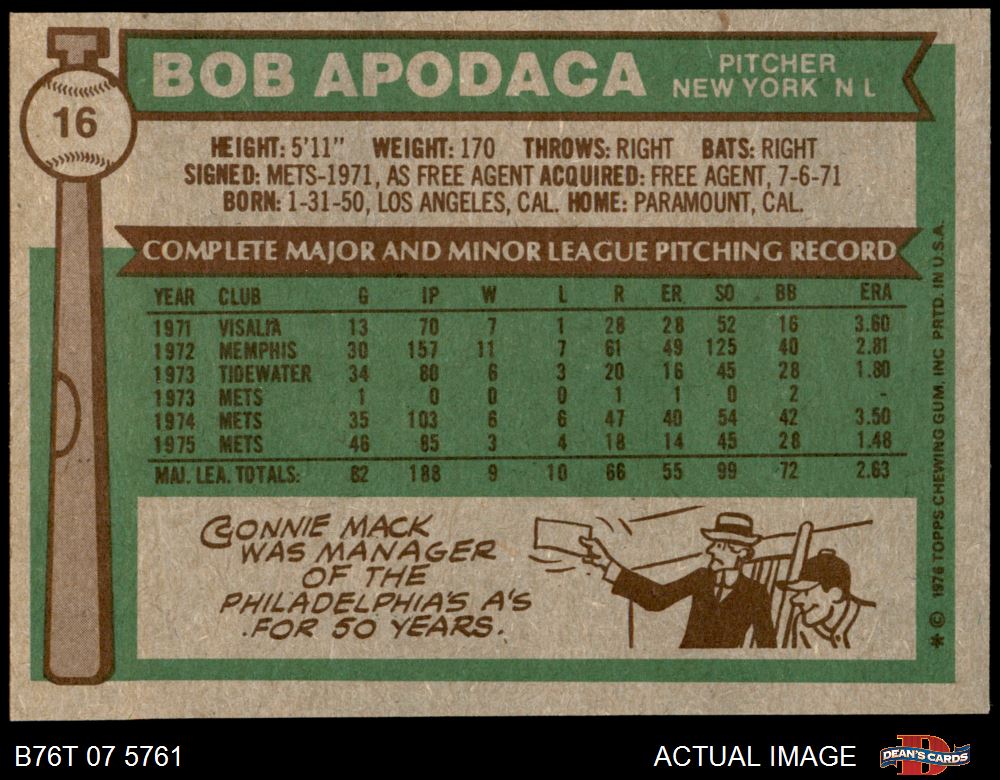 16
BOB APODACA
PITCHER
NEW YORK N L
HEIGHT: 5'11" WEIGHT: 170 THROWS: RIGHT BATS: RIGHT
SIGNED: METS-1971, AS FREE AGENT ACQUIRED: FREE AGENT, 7-6-71
BORN: 1-31-50, LOS ANGELES, CAL. HOME: PARAMOUNT, CAL.
COMPLETE MAJOR AND MINOR LEAGUE PITCHING RECORD
YEAR CLUB G IP W L R ER SO BB ERA
1971 VISALIA 13 70 7 1 28 28 52 16 3.60
1972 MEMPHIS 30 157 11 7 61 49 125 40 2.81
1973 TIDEWATER 34 80 6 3 20 16 45 28 1.80
1973 METS 1 0 0 0 1 1 0 2 -
1974 METS 35 103 6 6 47 40 54 42 3.50
1975 METS 46 85 3 4 18 14 45 28 1.48
MAJ. LEA. TOTALS: 82 188 9 10 66 55 99 72 2.63
CONNIE MACK
WAS MANAGER
OF THE
PHILADELPHIA'S A'S
FOR 50 YEARS.
* © 1976 TOPPS CHEWING GUM, INC PRTD. IN U.S.A.
B76T 07 5761
ACTUAL IMAGE
D
DEAN'S CARDS